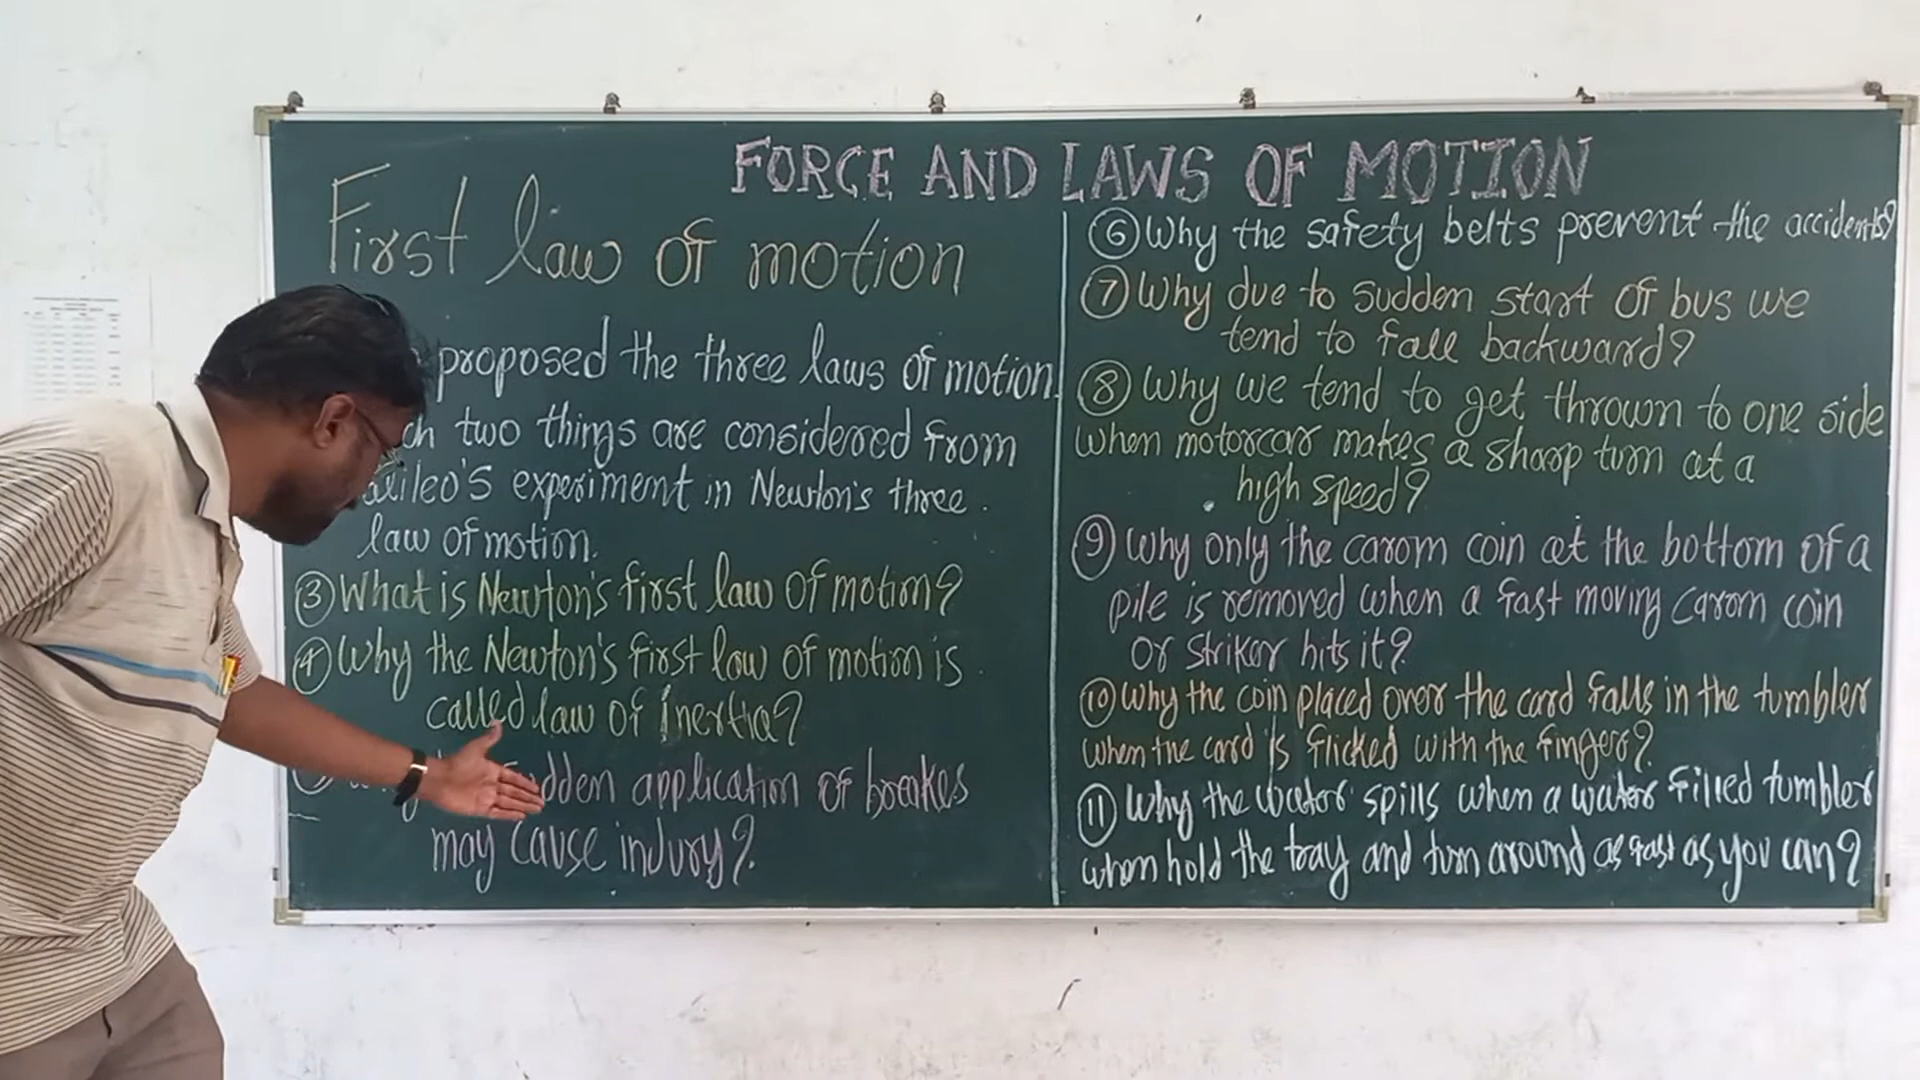 FORCE AND LAWS OF MOTION
First law of motion
proposed the three laws of motion.
two things are considered from
experiment in Newton's three.
law of motion.
③ What is Newton's first law of motion?
④ Why the Newton's first law of motion is.
called law of inertia?
application of breakes
may cause injury?
⑥ Why the safety belts prevent the accidents?
⑦ Why due to sudden start of bus we
tend to fall backward?
⑧ Why we tend to get thrown to one side
when motorcar makes a sharp turn at a
high speed?
⑨ Why only the carom coin at the bottom of a
pile is removed when a fast moving carom coin
or striker hits it?
⑩ Why the coin placed over the card falls in the tumbler
when the card is flicked with the finger?
⑪ Why the water spills when a water filled tumbler
when hold the tray and turn around as fast as you can?